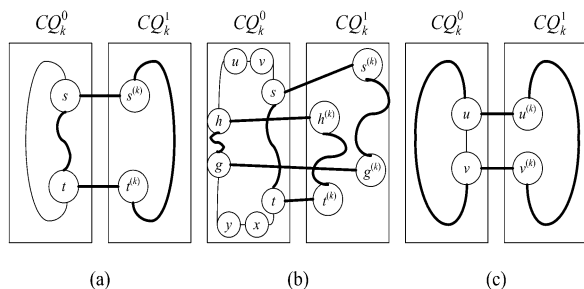 CQ_k^0 CQ_k^1 CQ_k^0 CQ_k^1 CQ_k^0 CQ_k^1
u v s^{(k)}
s s^{(k)} s u u^{(k)}
h h^{(k)}
g g^{(k)} v v^{(k)}
t t^{(k)} t t^{(k)}
y x
(a) (b) (c)